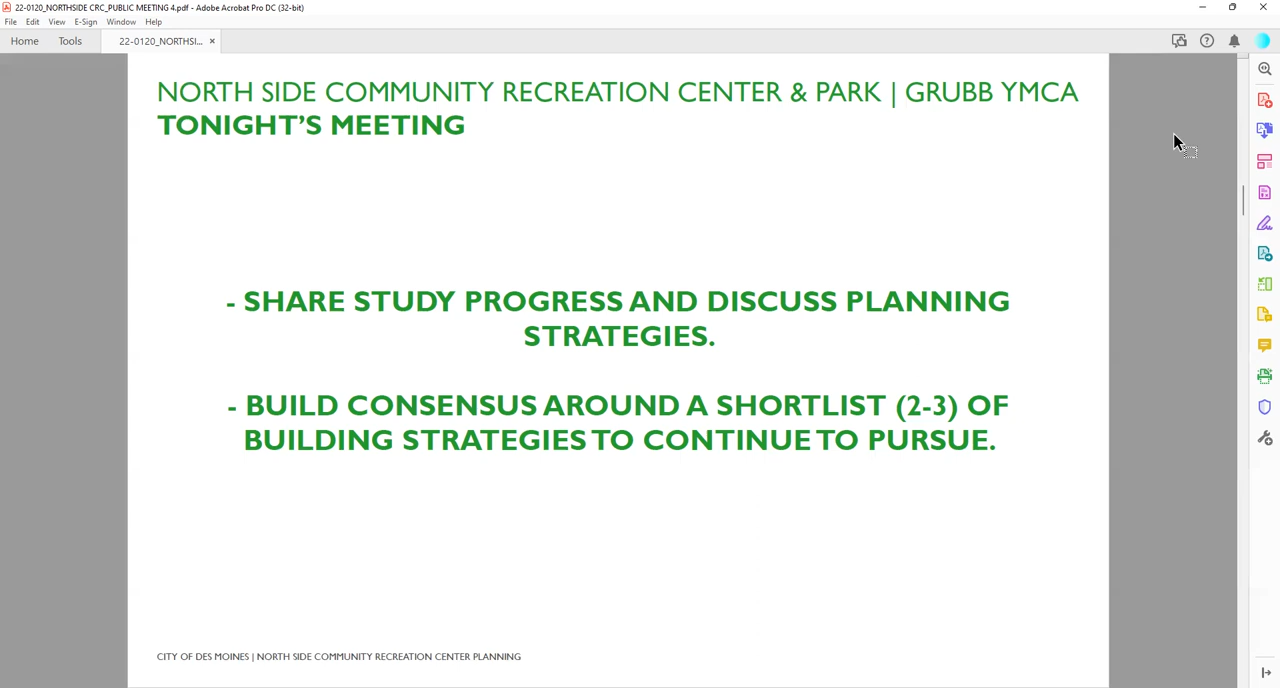 22-0120_NORTHSIDE CRC_PUBLIC MEETING 4.pdf - Adobe Acrobat Pro DC (32-bit)
File Edit View E-Sign Window Help
Home Tools 22-0120_NORTHSI... ×
NORTH SIDE COMMUNITY RECREATION CENTER & PARK | GRUBB YMCA
TONIGHT'S MEETING
- SHARE STUDY PROGRESS AND DISCUSS PLANNING
STRATEGIES.
- BUILD CONSENSUS AROUND A SHORTLIST (2-3) OF
BUILDING STRATEGIES TO CONTINUE TO PURSUE.
CITY OF DES MOINES | NORTH SIDE COMMUNITY RECREATION CENTER PLANNING